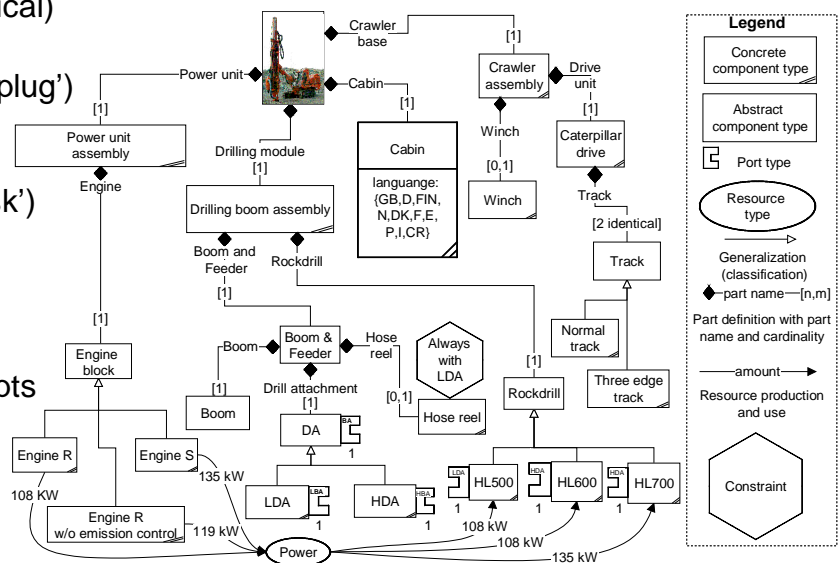 ical)
plug')
k')
ots
Crawler
base
Power unit
Cabin
[1]
[1]
[1]
Crawler
assembly
Drive
unit
[1]
Winch
[0,1]
Winch
Caterpillar
drive
Track
[2 identical]
Track
Normal
track
Three edge
track
Power unit
assembly
Engine
[1]
Drilling module
[1]
Cabin
languange:
{GB,D,FIN,
N,DK,F,E,
P,I,CR}
Drilling boom assembly
Boom and
Feeder
[1]
Rockdrill
[1]
Engine
block
Boom
[1]
Boom
Boom &
Feeder
Hose
reel
[0,1]
Always
with
LDA
Hose reel
Drill attachment
[1]
DA
BA
1
Rockdrill
Engine R
Engine S
108 KW
135 kW
Engine R
w/o emission control
119 kW
LDA
LBA
1
HDA
HBA
1
LDA
HL500
1
HDA
HL600
1
HDA
HL700
1
Power
108 kW
108 kW
135 kW
Legend
Concrete
component type
Abstract
component type
Port type
Resource
type
Generalization
(classification)
part name
[n,m]
Part definition with part
name and cardinality
amount
Resource production
and use
Constraint